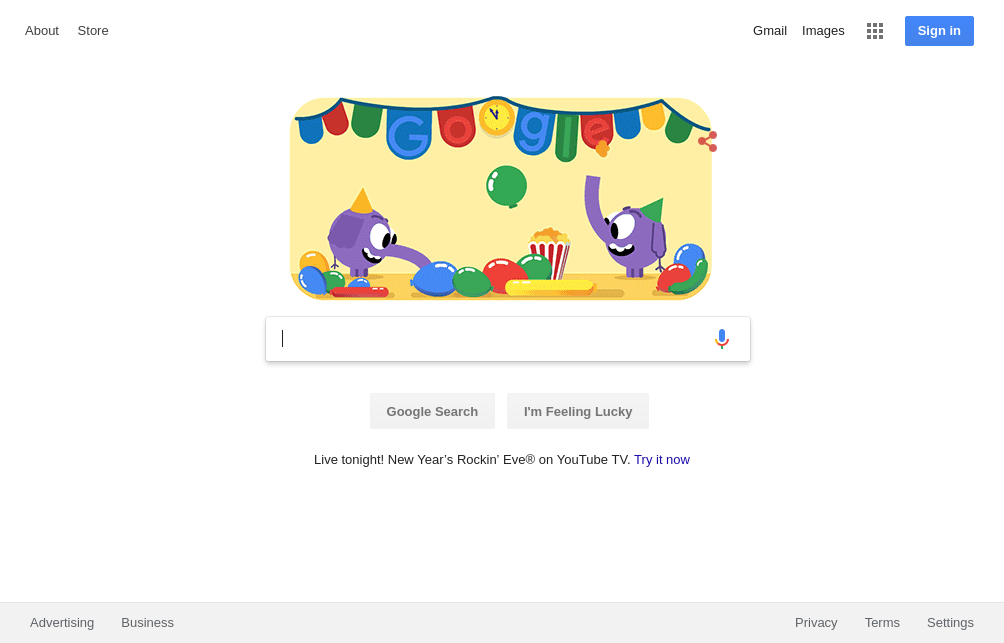 About Store Gmail Images Sign in
Google
Google Search I'm Feeling Lucky
Live tonight! New Year’s Rockin’ Eve® on YouTube TV. Try it now
Advertising Business Privacy Terms Settings